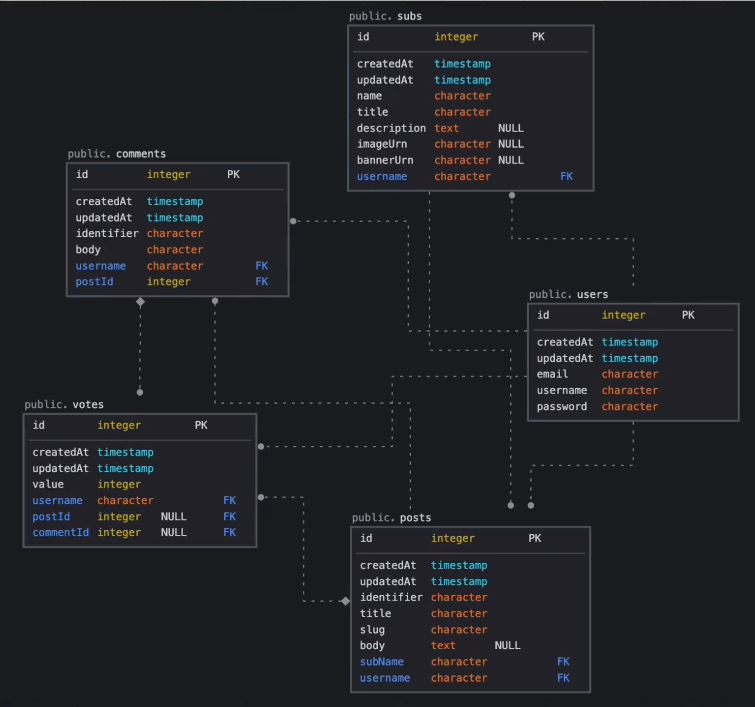 public. subs
id integer PK
createdAt timestamp
updatedAt timestamp
name character
title character
description text NULL
imageUrn character NULL
bannerUrn character NULL
username character FK
public. comments
id integer PK
createdAt timestamp
updatedAt timestamp
identifier character
body character
username character FK
postId integer FK
public. users
id integer PK
createdAt timestamp
updatedAt timestamp
email character
username character
password character
public. votes
id integer PK
createdAt timestamp
updatedAt timestamp
value integer
username character FK
postId integer NULL FK
commentId integer NULL FK
public. posts
id integer PK
createdAt timestamp
updatedAt timestamp
identifier character
title character
slug character
body text NULL
subName character FK
username character FK